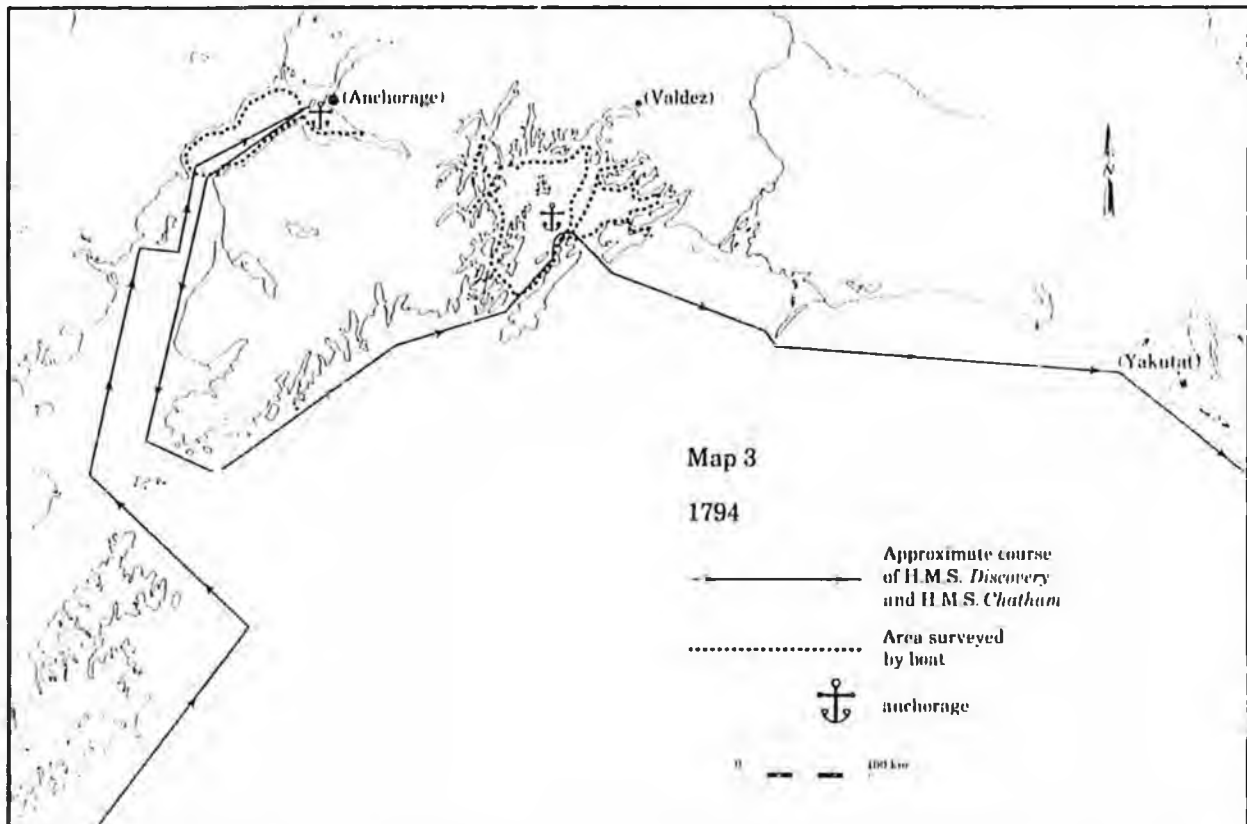 (Anchorage)
(Valdez)
N
(Yakutat)
Map 3
1794
Approximate course
of H.M.S. Discovery
and H.M.S. Chatham
Area surveyed
by boat
anchorage
0 100 km